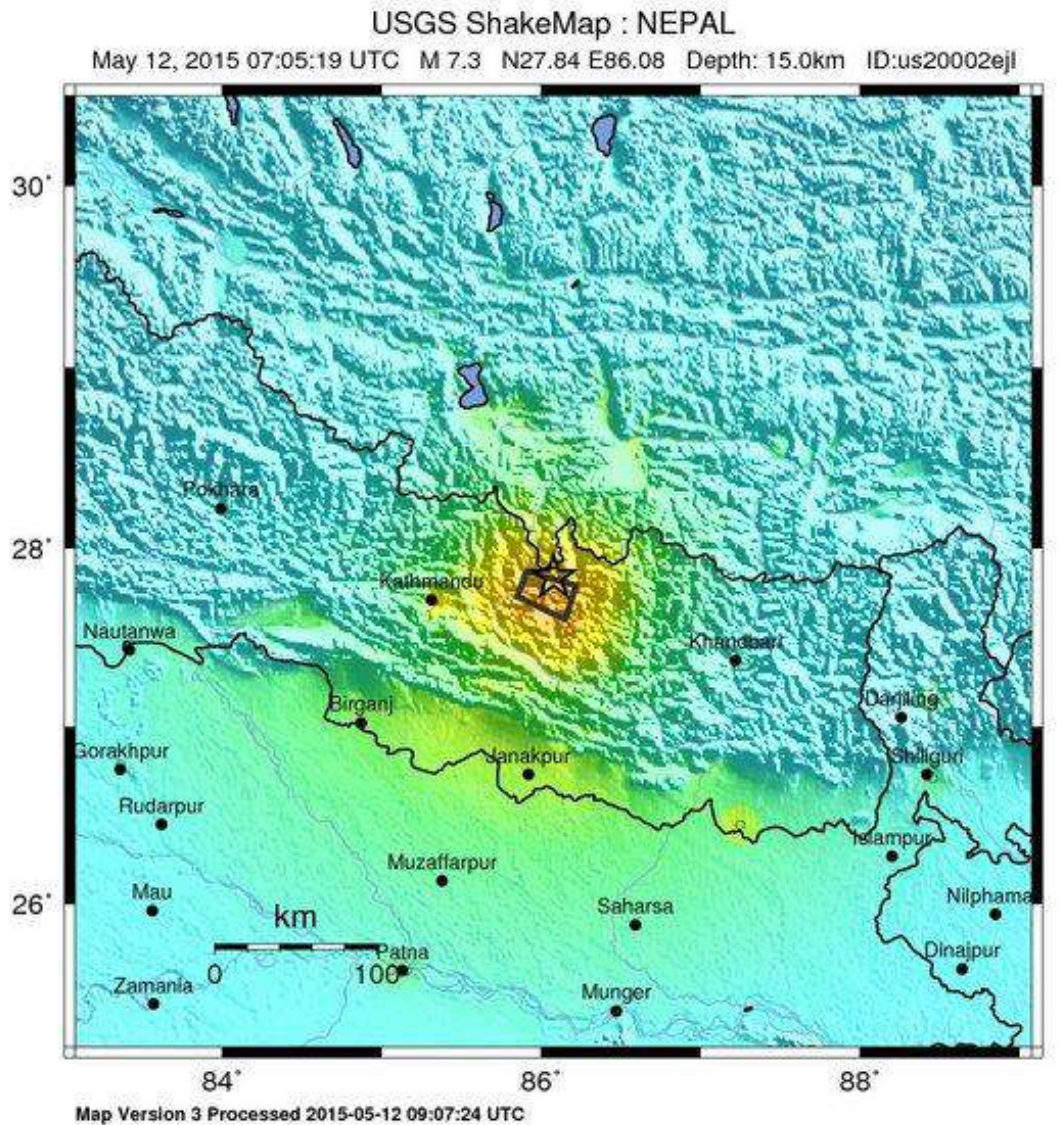 USGS ShakeMap : NEPAL
May 12, 2015 07:05:19 UTC M 7.3 N27.84 E86.08 Depth: 15.0km ID:us20002ejl
30°
Pokhara
28°
Kathmandu
Nautanwa
Khandbari
Birganj
Darjiling
Gorakhpur
Janakpur
Shiliguri
Rudarpur
Islampur
Muzaffarpur
Mau
26°
Saharsa
Nilphama
km
Patna
Dinajpur
0 100
Zamania
Munger
84° 86° 88°
Map Version 3 Processed 2015-05-12 09:07:24 UTC